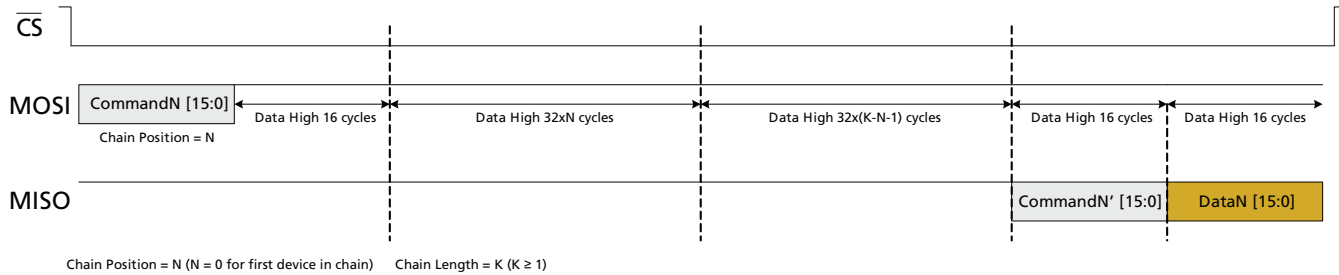 CS
MOSI
CommandN [15:0]
Chain Position = N
Data High 16 cycles
Data High 32xN cycles
Data High 32x(K-N-1) cycles
Data High 16 cycles
Data High 16 cycles
MISO
CommandN’ [15:0]
DataN [15:0]
Chain Position = N (N = 0 for first device in chain)
Chain Length = K (K ≥ 1)